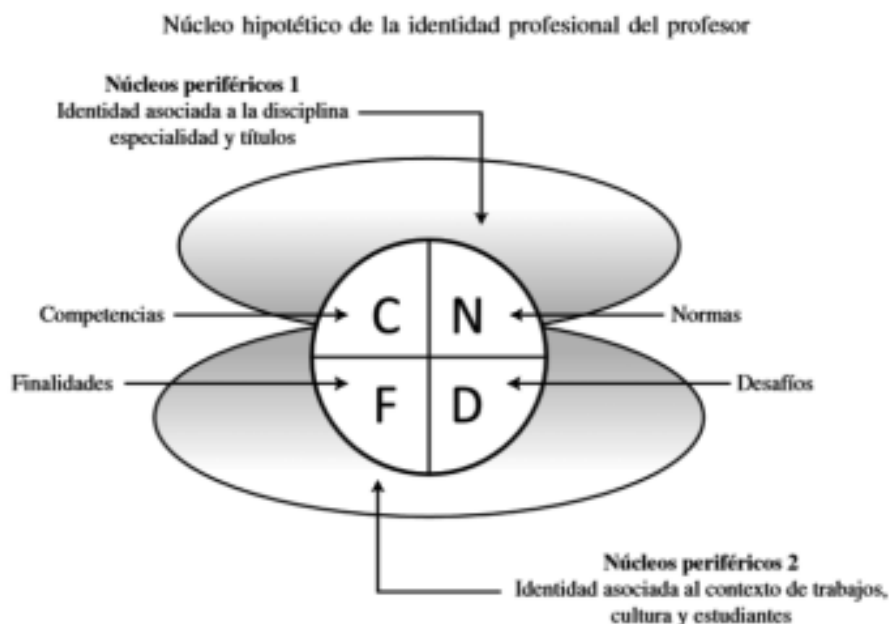 Núcleo hipotético de la identidad profesional del profesor
Núcleos periféricos 1
Identidad asociada a la disciplina
especialidad y títulos
Competencias
C
N
Normas
Finalidades
F
D
Desafíos
Núcleos periféricos 2
Identidad asociada al contexto de trabajos,
cultura y estudiantes